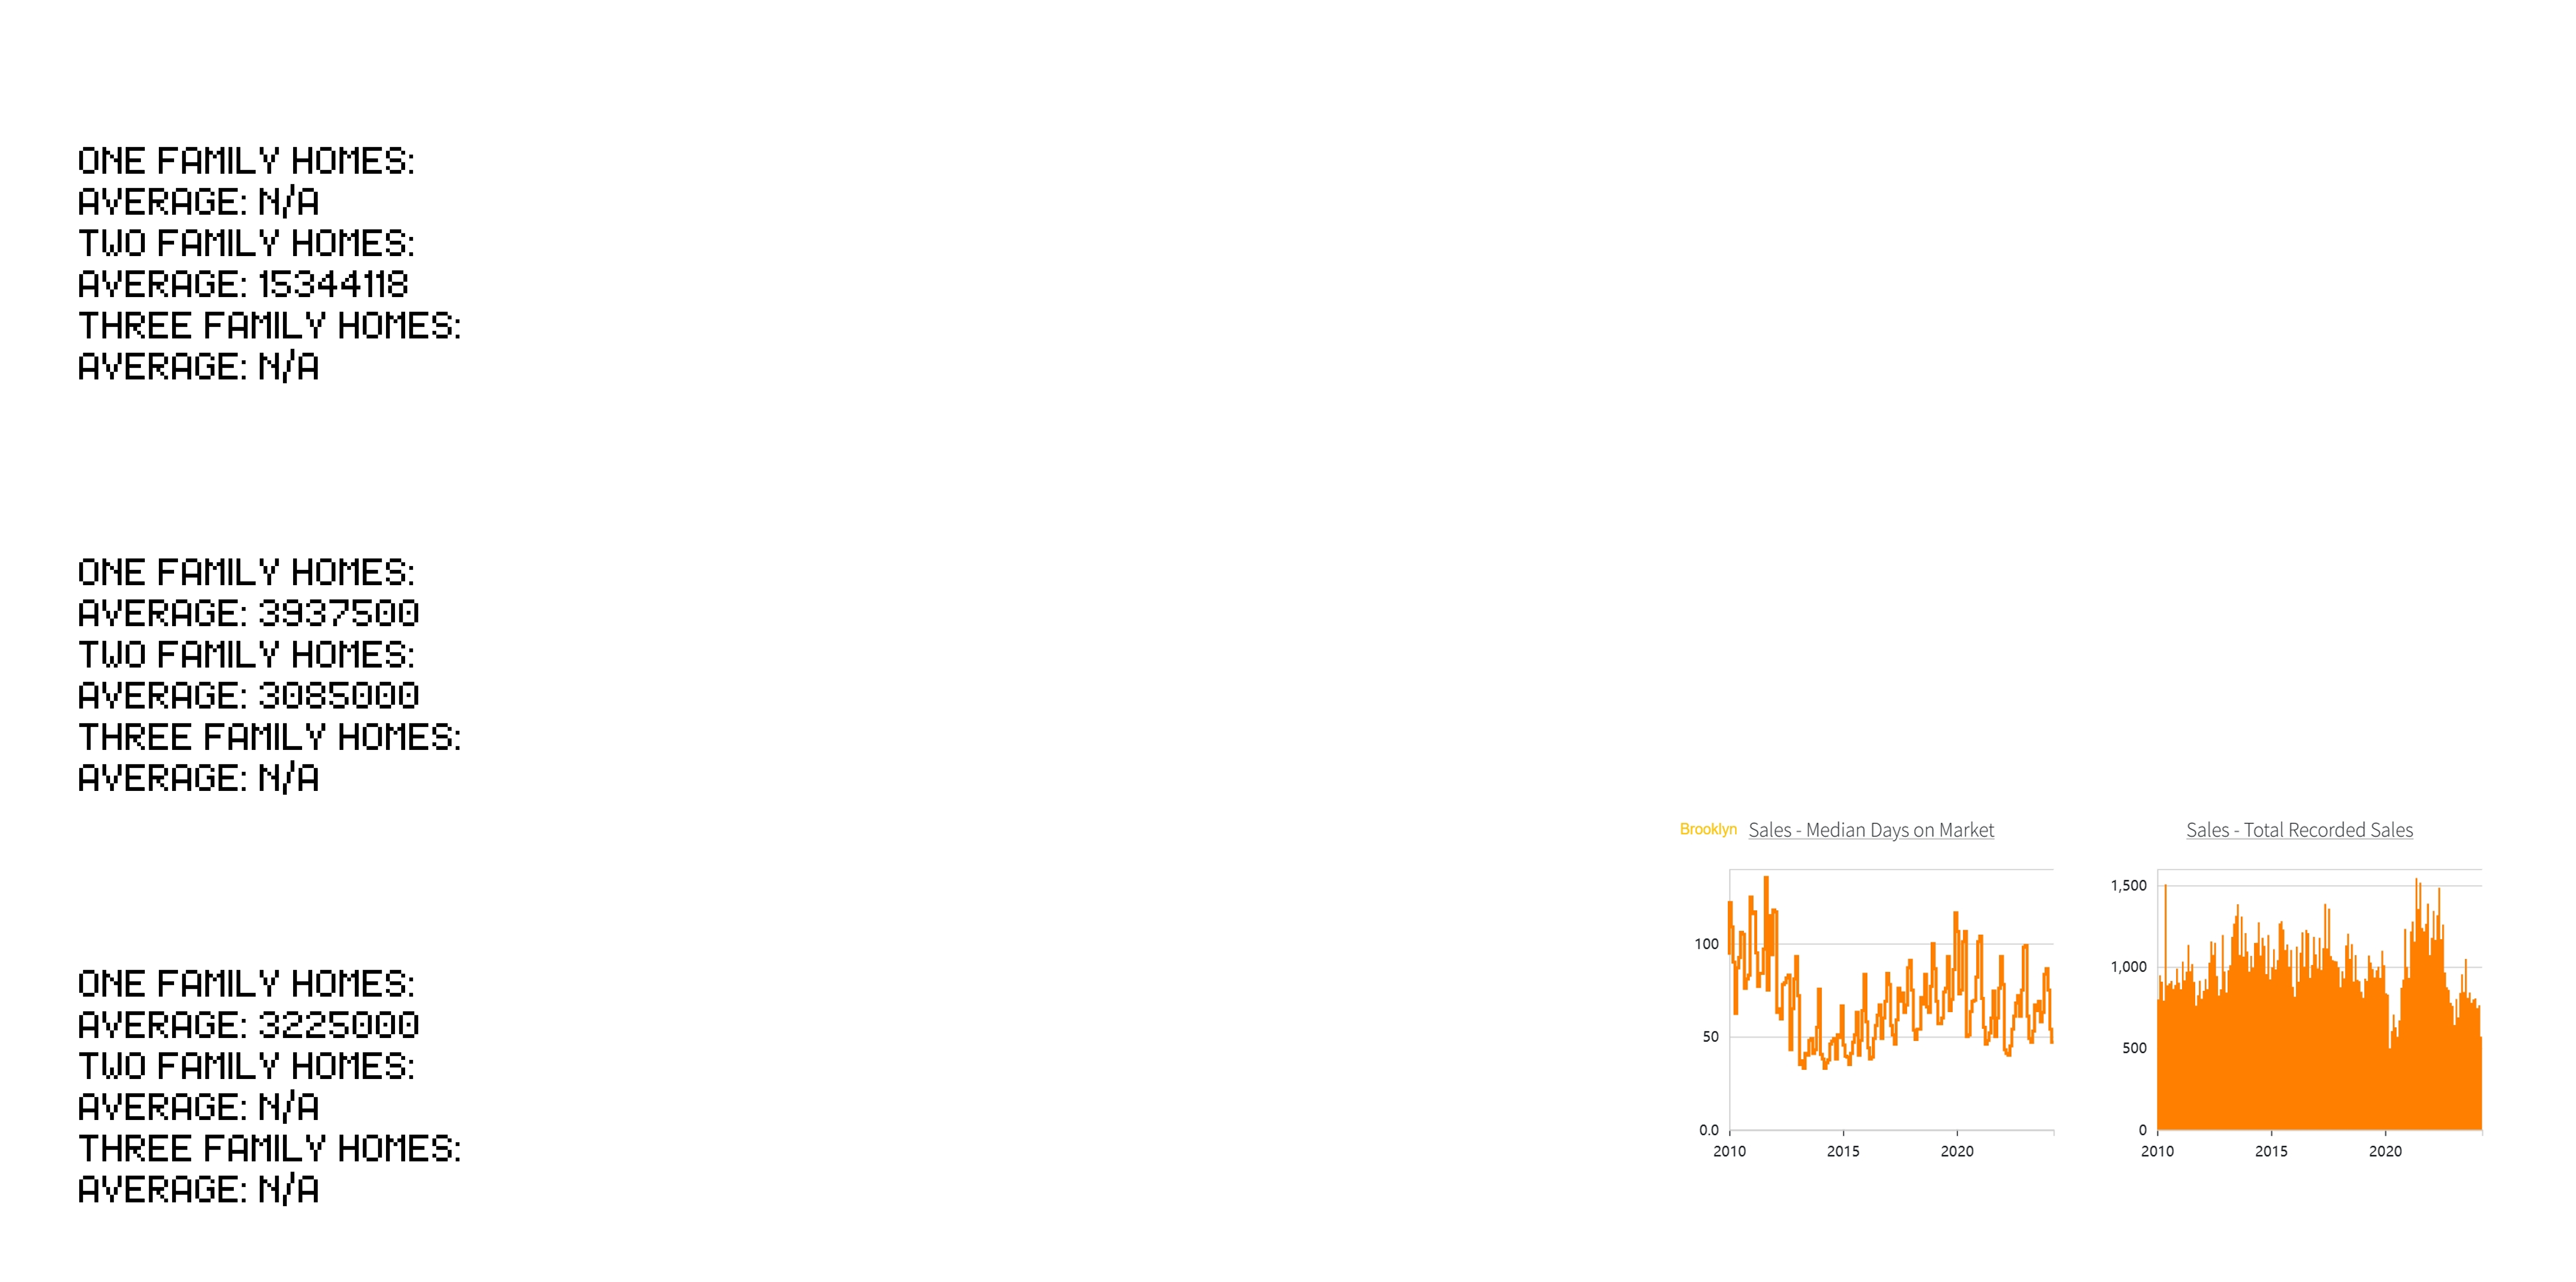 ONE FAMILY HOMES:
AVERAGE: N/A
TWO FAMILY HOMES:
AVERAGE: 15344118
THREE FAMILY HOMES:
AVERAGE: N/A
ONE FAMILY HOMES:
AVERAGE: 3937500
TWO FAMILY HOMES:
AVERAGE: 3085000
THREE FAMILY HOMES:
AVERAGE: N/A
ONE FAMILY HOMES:
AVERAGE: 3225000
TWO FAMILY HOMES:
AVERAGE: N/A
THREE FAMILY HOMES:
AVERAGE: N/A
Brooklyn Sales - Median Days on Market
100
50
0.0
2010 2015 2020
Sales - Total Recorded Sales
1,500
1,000
500
0
2010 2015 2020